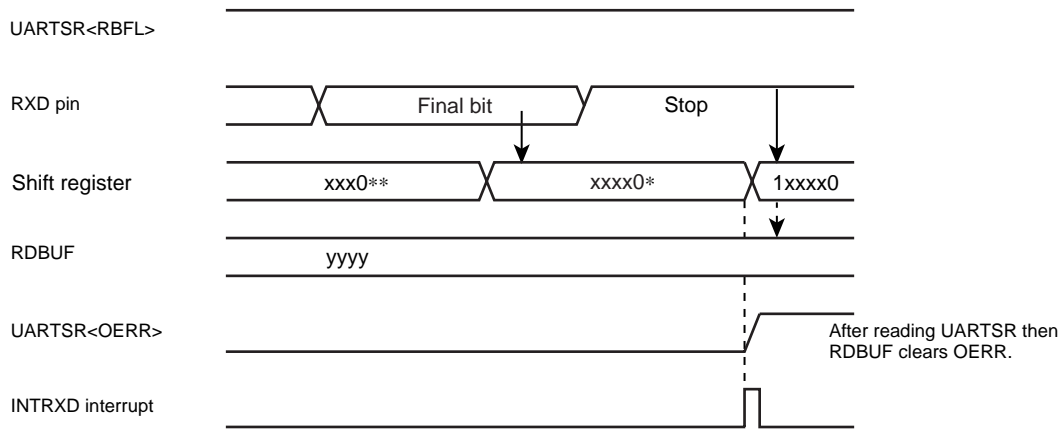 UARTSR<RBFL>
RXD pin
Final bit
Stop
Shift register
xxx0**
xxxx0*
1xxxx0
RDBUF
yyyy
UARTSR<OERR>
After reading UARTSR then
RDBUF clears OERR.
INTRXD interrupt